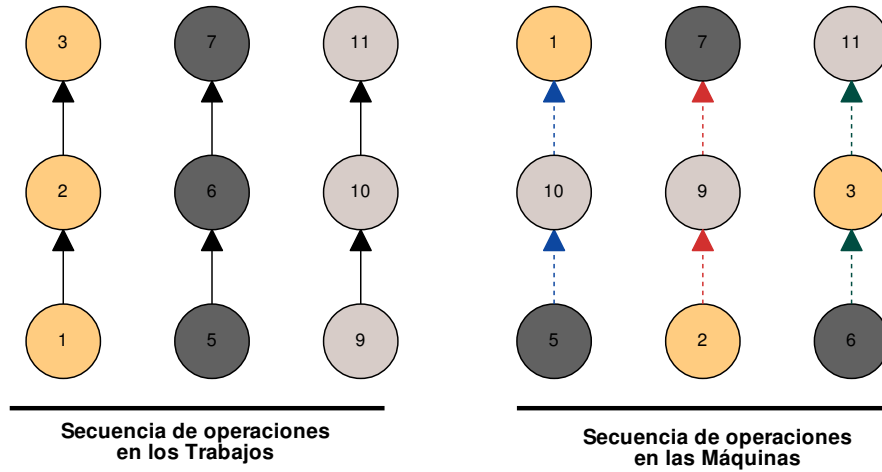 3 7 11 1 7 11
2 6 10 10 9 3
1 5 9 5 2 6
Secuencia de operaciones
en los Trabajos
Secuencia de operaciones
en las Máquinas